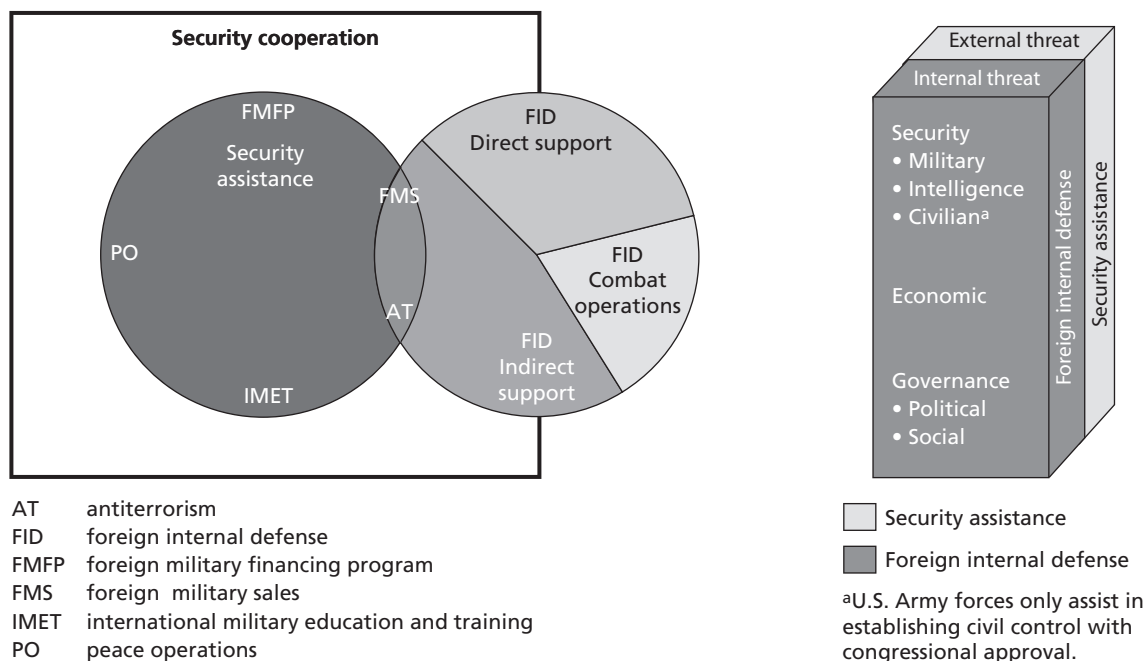 Security cooperation
FMFP
Security
assistance
FMS
PO
AT
IMET
FID
Direct support
FID
Combat
operations
FID
Indirect
support
AT antiterrorism
FID foreign internal defense
FMFP foreign military financing program
FMS foreign military sales
IMET international military education and training
PO peace operations
External threat
Internal threat
Security
• Military
• Intelligence
• Civilianᵃ
Economic
Governance
• Political
• Social
Foreign internal defense
Security assistance
Security assistance
Foreign internal defense
ᵃU.S. Army forces only assist in
establishing civil control with
congressional approval.